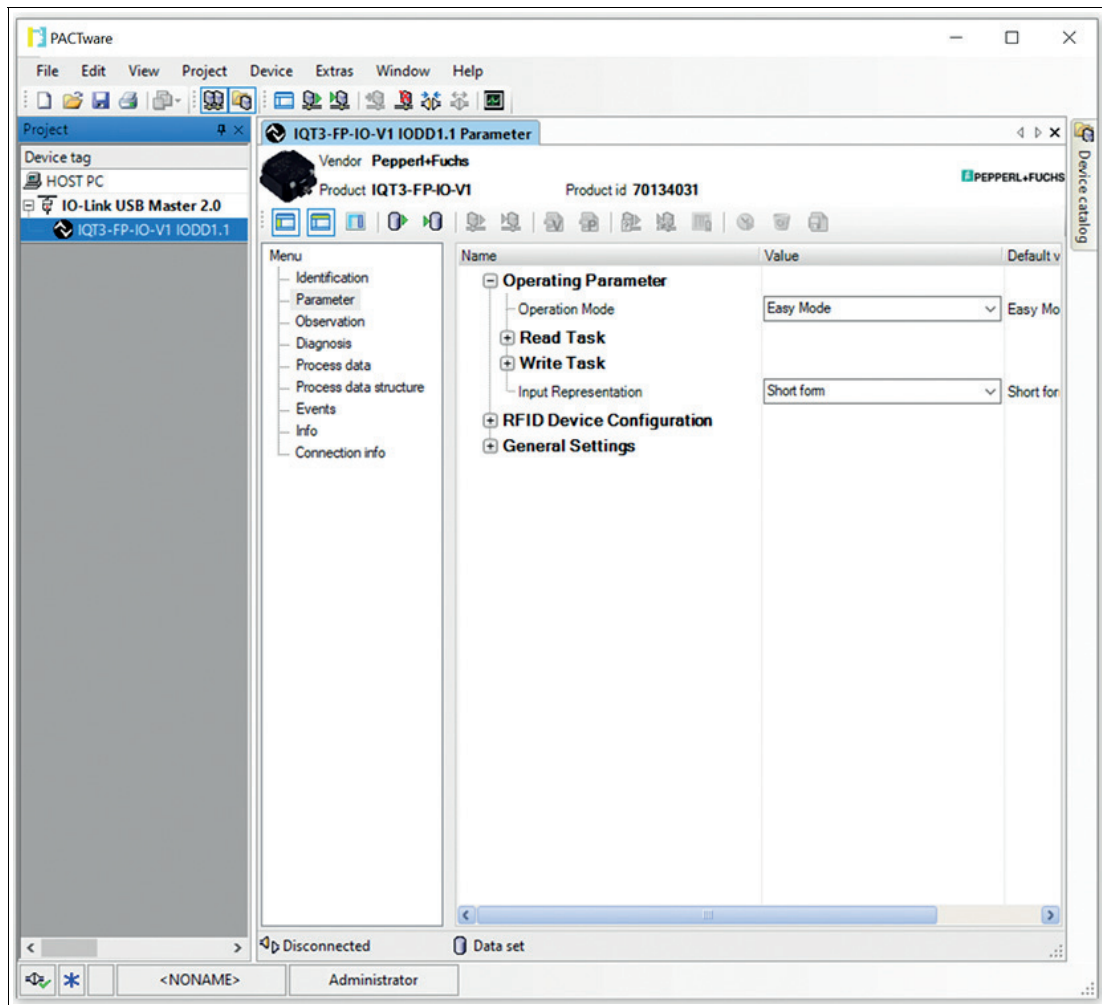 PACTware
File Edit View Project Device Extras Window Help
Project
IQT3-FP-IO-V1 IODD1.1 Parameter
Device tag
HOST PC
IO-Link USB Master 2.0
IQT3-FP-IO-V1 IODD1.1
Vendor Pepperl+Fuchs
Product IQT3-FP-IO-V1 Product id 70134031
PEPPERL+FUCHS
Device catalog
Menu
Identification
Parameter
Observation
Diagnosis
Process data
Process data structure
Events
Info
Connection info
Name Value Default v
Operating Parameter
Operation Mode Easy Mode Easy Mo
Read Task
Write Task
Input Representation Short form Short for
RFID Device Configuration
General Settings
Disconnected Data set
<NONAME> Administrator